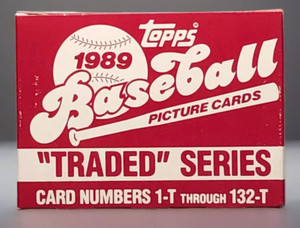 Topps®
1989
Baseball
PICTURE CARDS
"TRADED" SERIES
CARD NUMBERS 1-T THROUGH 132-T